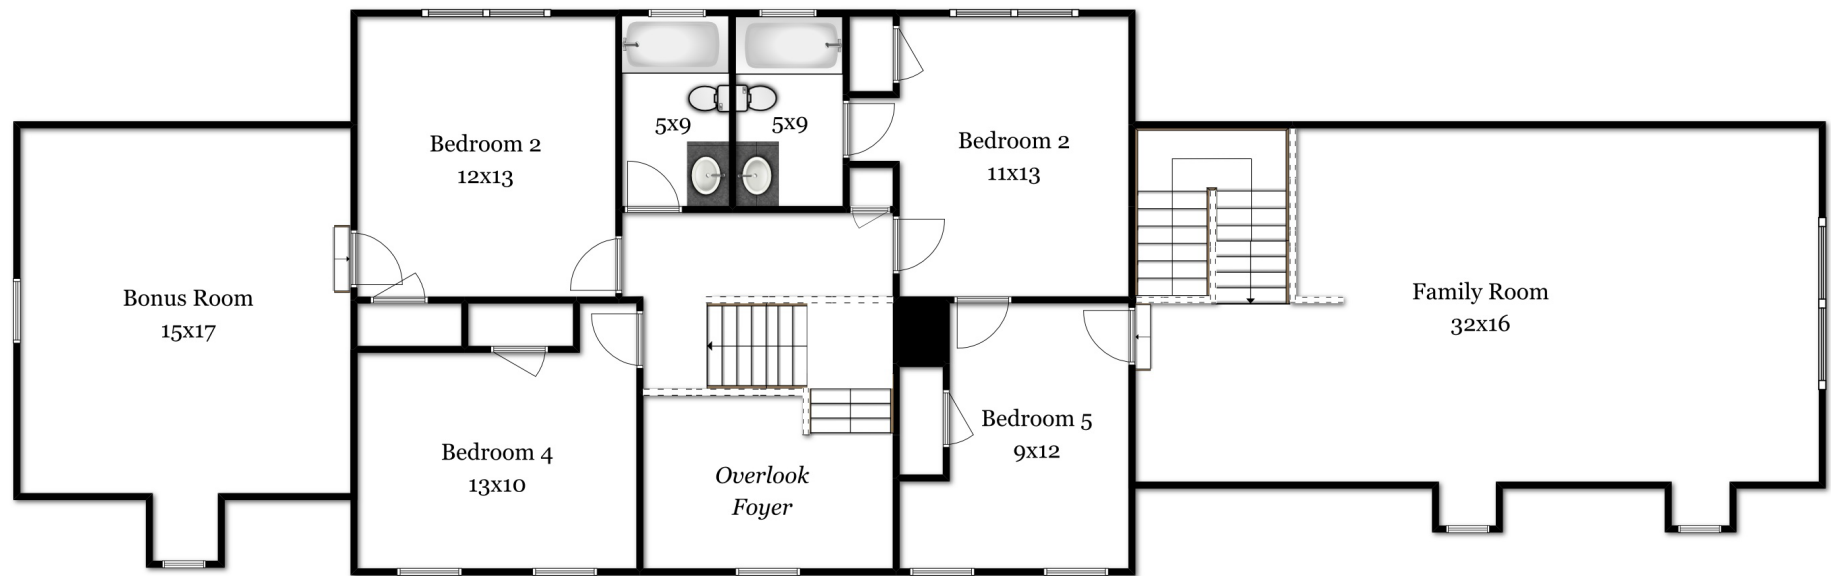 Bedroom 2
12x13
5x9
5x9
Bedroom 2
11x13
Bonus Room
15x17
Family Room
32x16
Bedroom 4
13x10
Overlook
Foyer
Bedroom 5
9x12